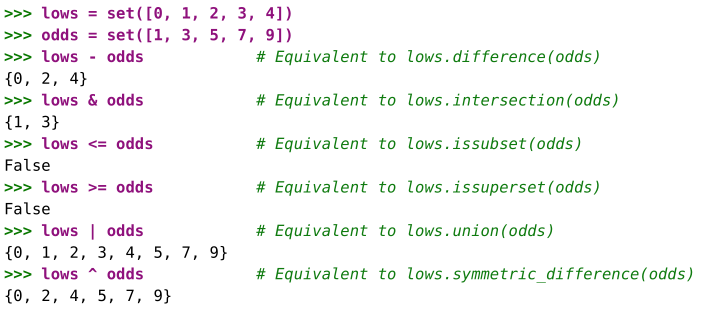 >>> lows = set([0, 1, 2, 3, 4])
>>> odds = set([1, 3, 5, 7, 9])
>>> lows - odds            # Equivalent to lows.difference(odds)
{0, 2, 4}
>>> lows & odds            # Equivalent to lows.intersection(odds)
{1, 3}
>>> lows <= odds           # Equivalent to lows.issubset(odds)
False
>>> lows >= odds           # Equivalent to lows.issuperset(odds)
False
>>> lows | odds            # Equivalent to lows.union(odds)
{0, 1, 2, 3, 4, 5, 7, 9}
>>> lows ^ odds            # Equivalent to lows.symmetric_difference(odds)
{0, 2, 4, 5, 7, 9}